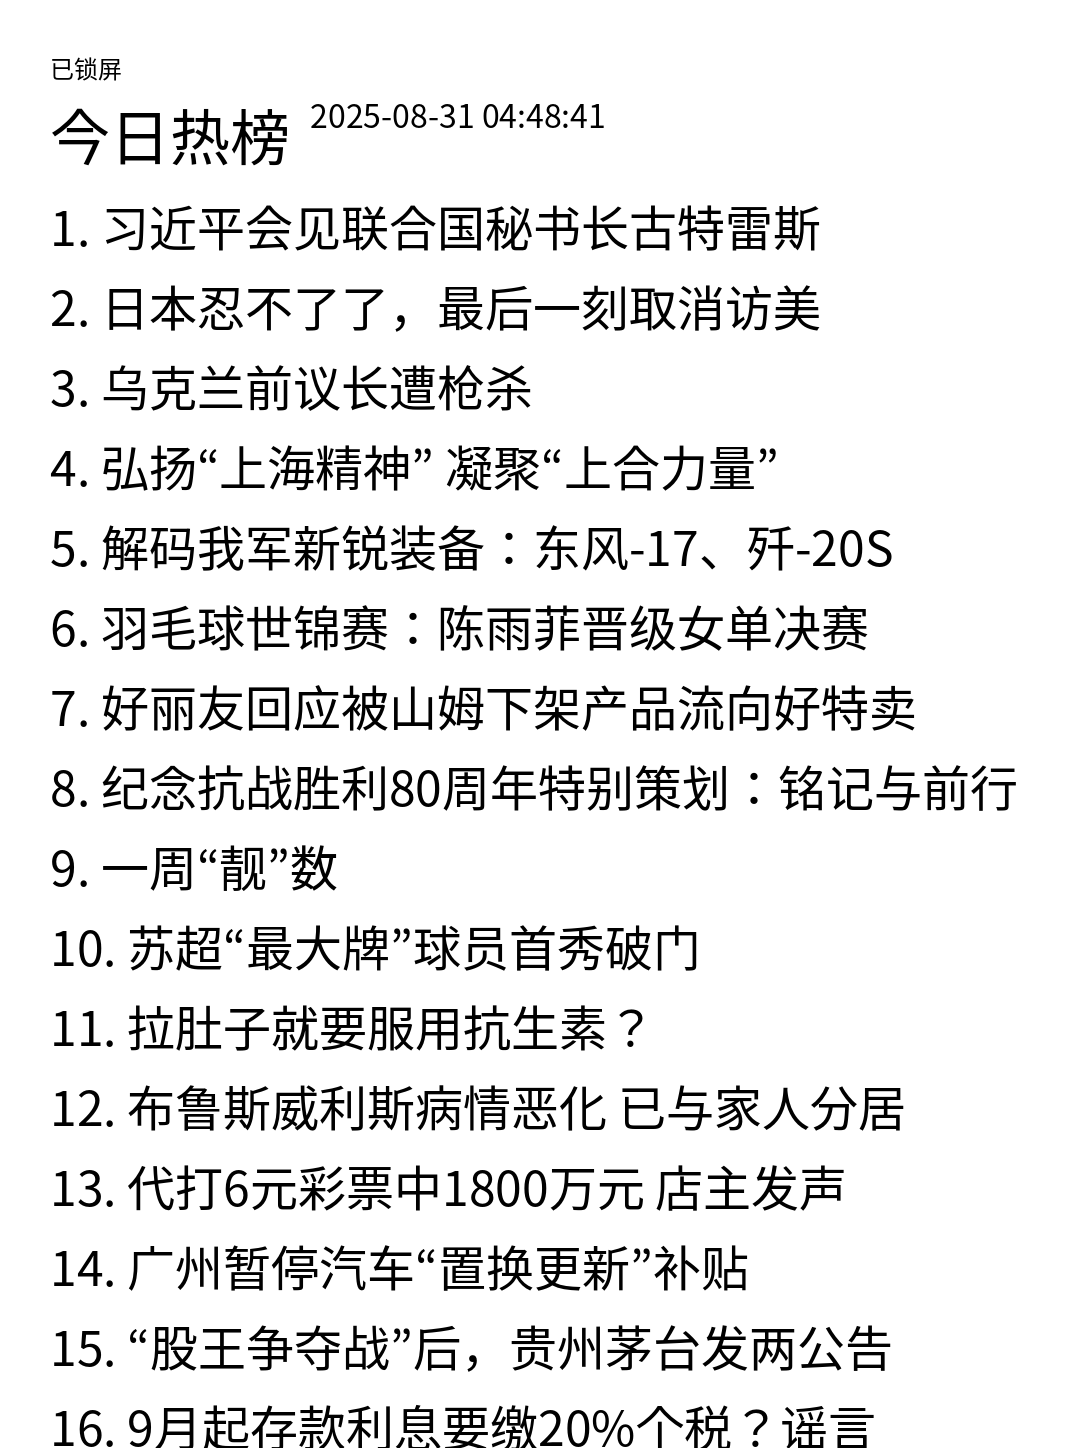 已锁屏
今日热榜 2025-08-31 04:48:41
1. 习近平会见联合国秘书长古特雷斯
2. 日本忍不了了，最后一刻取消访美
3. 乌克兰前议长遭枪杀
4. 弘扬“上海精神” 凝聚“上合力量”
5. 解码我军新锐装备：东风-17、歼-20S
6. 羽毛球世锦赛：陈雨菲晋级女单决赛
7. 好丽友回应被山姆下架产品流向好特卖
8. 纪念抗战胜利80周年特别策划：铭记与前行
9. 一周“靓”数
10. 苏超“最大牌”球员首秀破门
11. 拉肚子就要服用抗生素？
12. 布鲁斯威利斯病情恶化 已与家人分居
13. 代打6元彩票中1800万元 店主发声
14. 广州暂停汽车“置换更新”补贴
15. “股王争夺战”后，贵州茅台发两公告
16. 9月起存款利息要缴20%个税？谣言